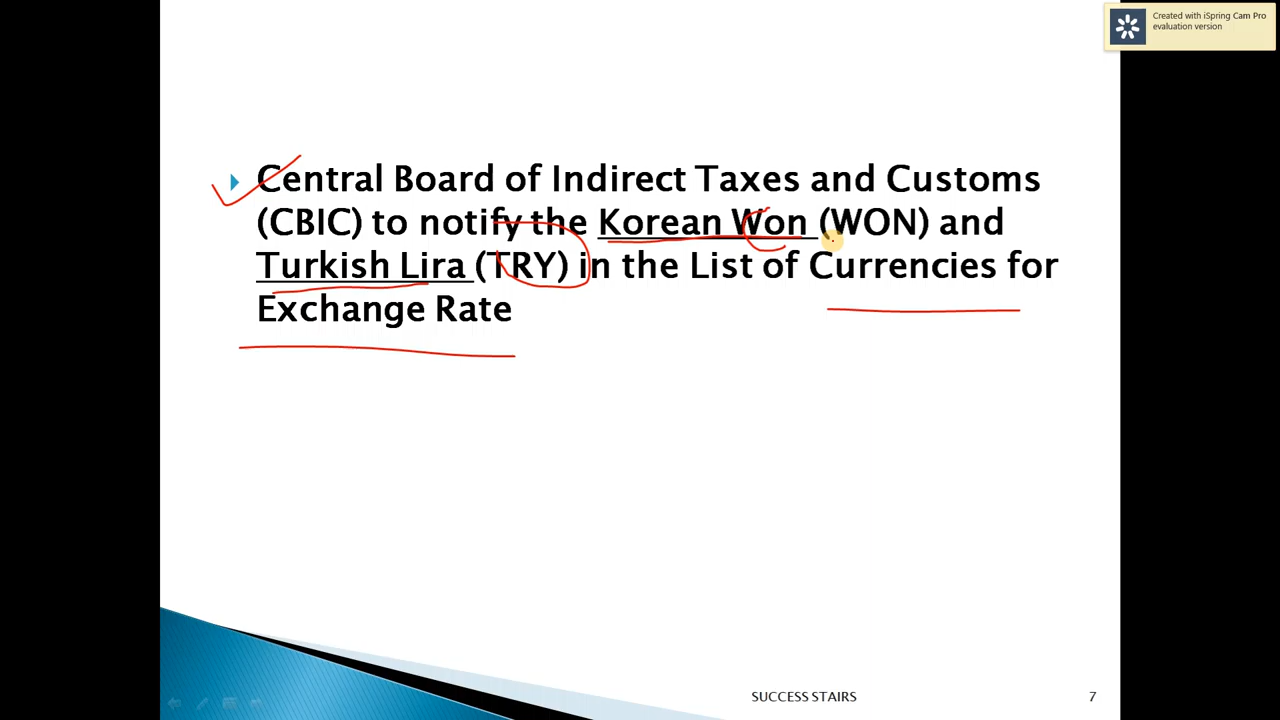 Created with iSpring Cam Pro
evaluation version
Central Board of Indirect Taxes and Customs
(CBIC) to notify the Korean Won (WON) and
Turkish Lira (TRY) in the List of Currencies for
Exchange Rate
SUCCESS STAIRS
7